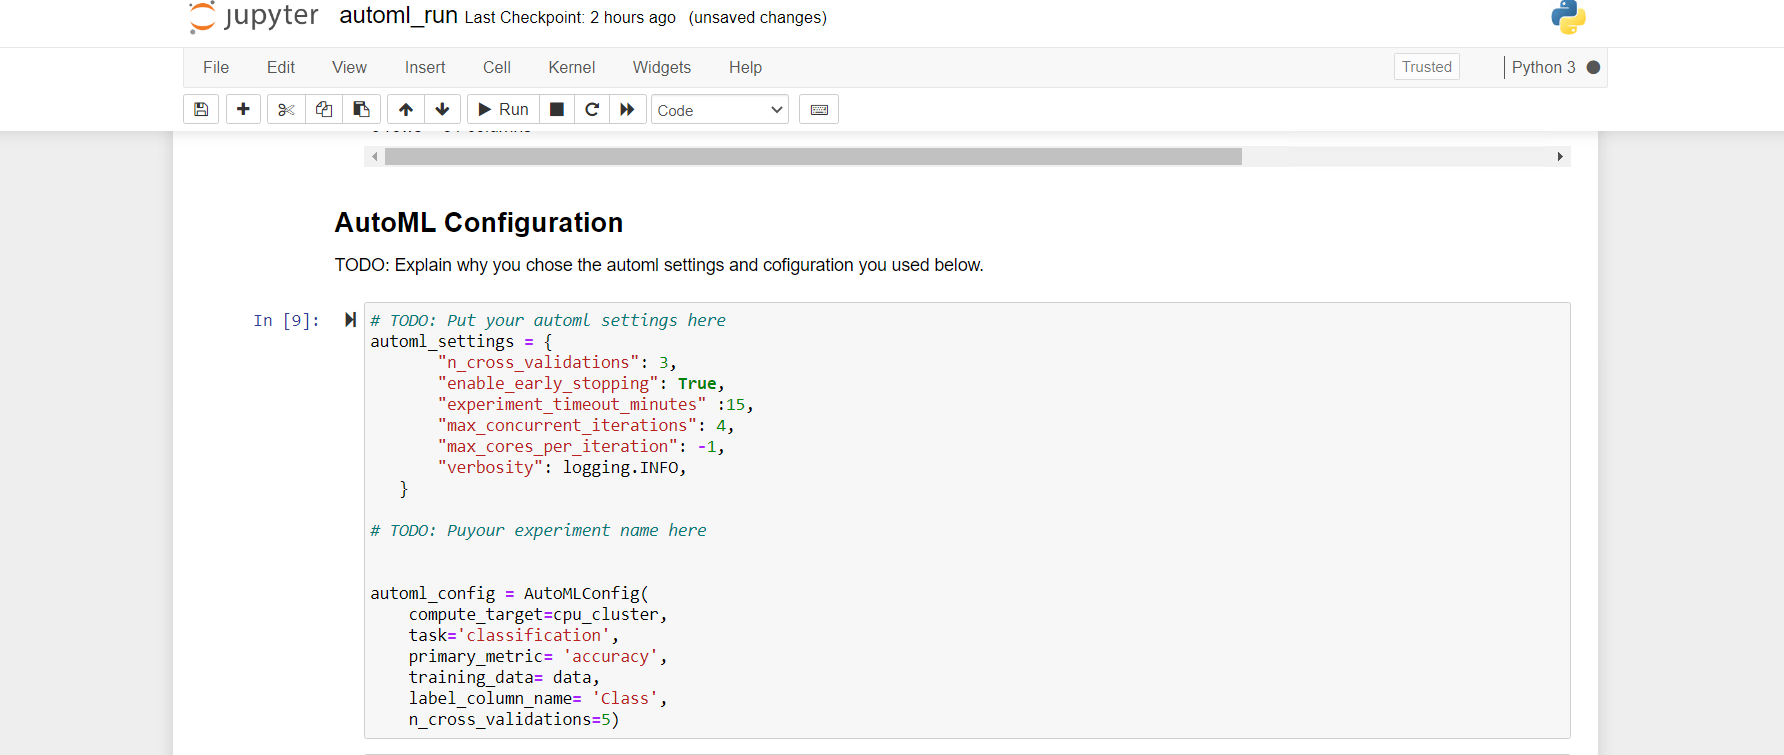 jupyter automl_run Last Checkpoint: 2 hours ago (unsaved changes)
File Edit View Insert Cell Kernel Widgets Help Trusted Python 3
Run Code
AutoML Configuration
TODO: Explain why you chose the automl settings and cofiguration you used below.
In [9]: # TODO: Put your automl settings here
automl_settings = {
"n_cross_validations": 3,
"enable_early_stopping": True,
"experiment_timeout_minutes" :15,
"max_concurrent_iterations": 4,
"max_cores_per_iteration": -1,
"verbosity": logging.INFO,
}
# TODO: Puyour experiment name here
automl_config = AutoMLConfig(
compute_target=cpu_cluster,
task='classification',
primary_metric= 'accuracy',
training_data= data,
label_column_name= 'Class',
n_cross_validations=5)